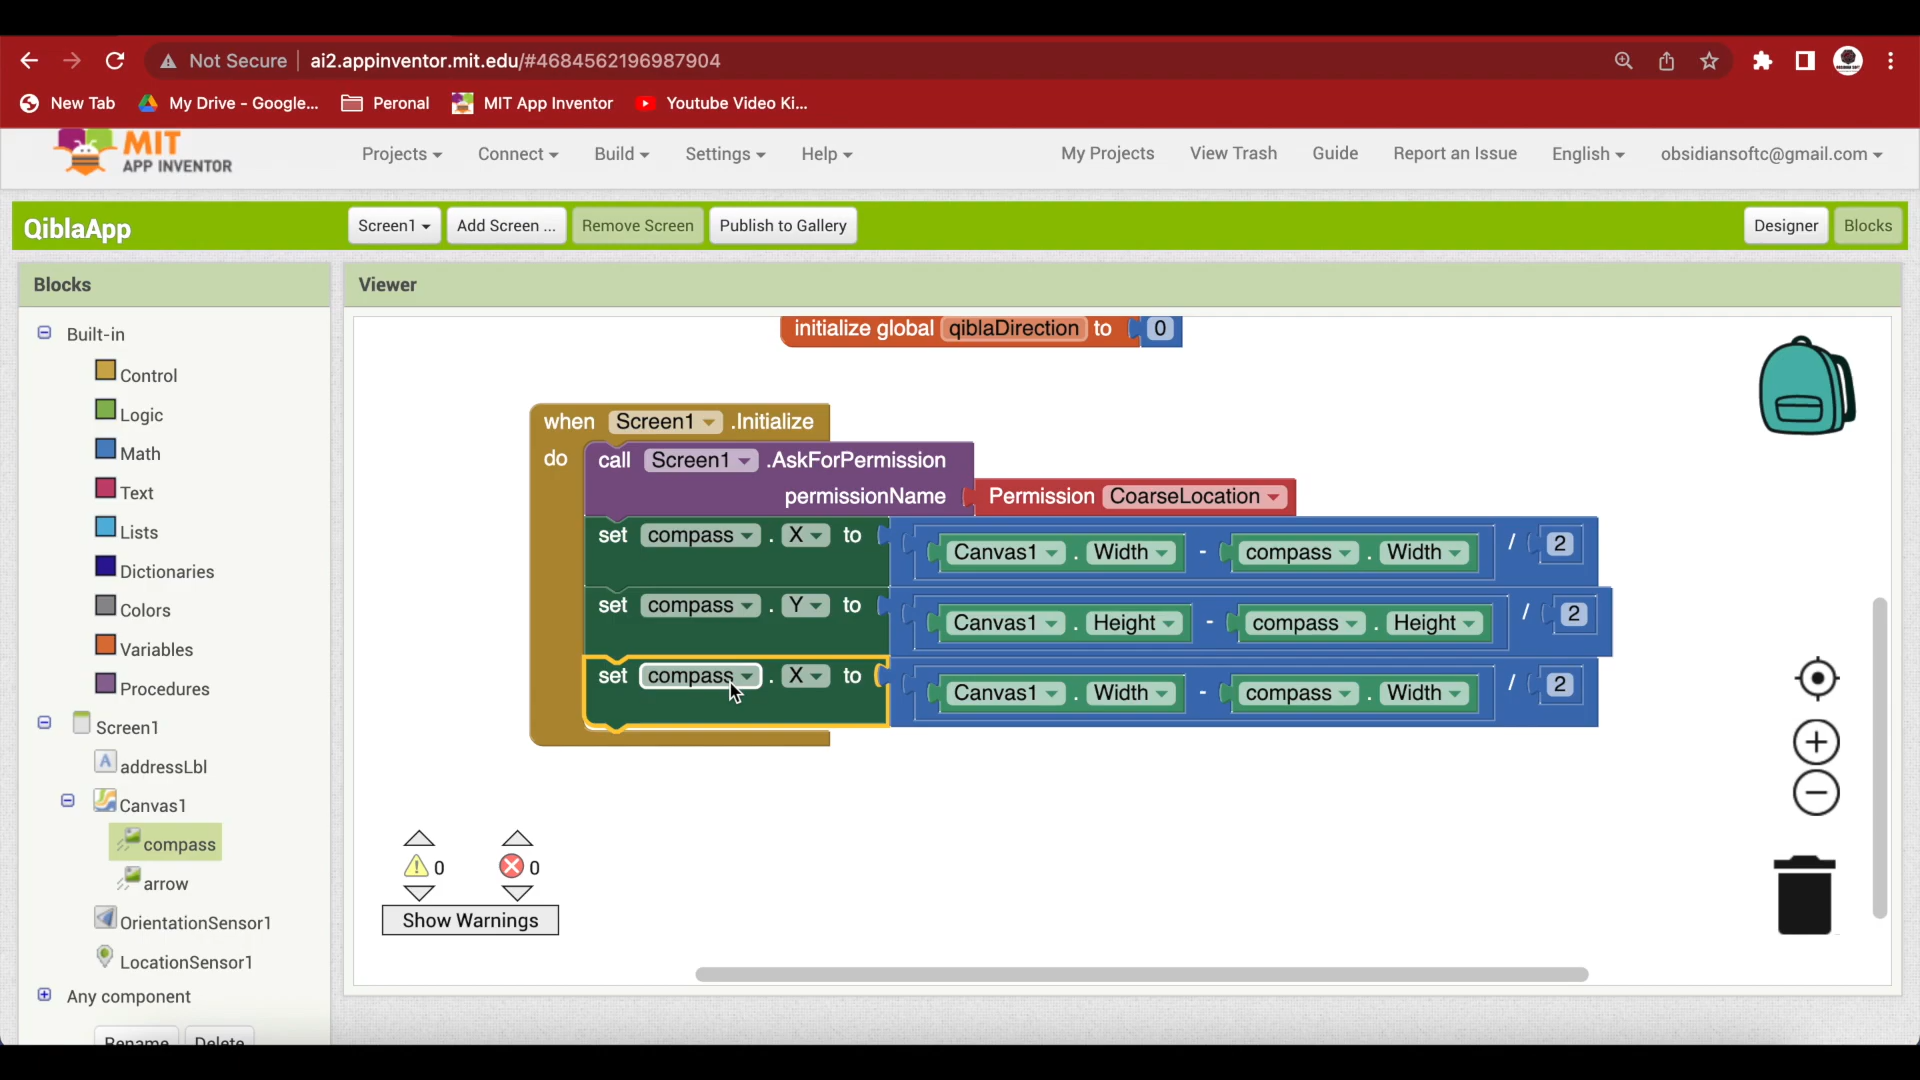 Not Secure ai2.appinventor.mit.edu/#4684562196987904
New Tab My Drive - Google... Peronal MIT App Inventor Youtube Video Ki...
MIT
APP INVENTOR
Projects Connect Build Settings Help My Projects View Trash Guide Report an Issue English obsidiansoftc@gmail.com
QiblaApp Screen1 Add Screen ... Remove Screen Publish to Gallery Designer Blocks
Blocks Viewer
Built-in
Control
Logic
Math
Text
Lists
Dictionaries
Colors
Variables
Procedures
Screen1
addressLbl
Canvas1
compass
arrow
OrientationSensor1
LocationSensor1
Any component
Rename Delete
initialize global qiblaDirection to 0
when Screen1 .Initialize
do call Screen1 .AskForPermission
permissionName Permission CoarseLocation
set compass . X to Canvas1 . Width - compass . Width / 2
set compass . Y to Canvas1 . Height - compass . Height / 2
set compass . X to Canvas1 . Width - compass . Width / 2
0 0
Show Warnings